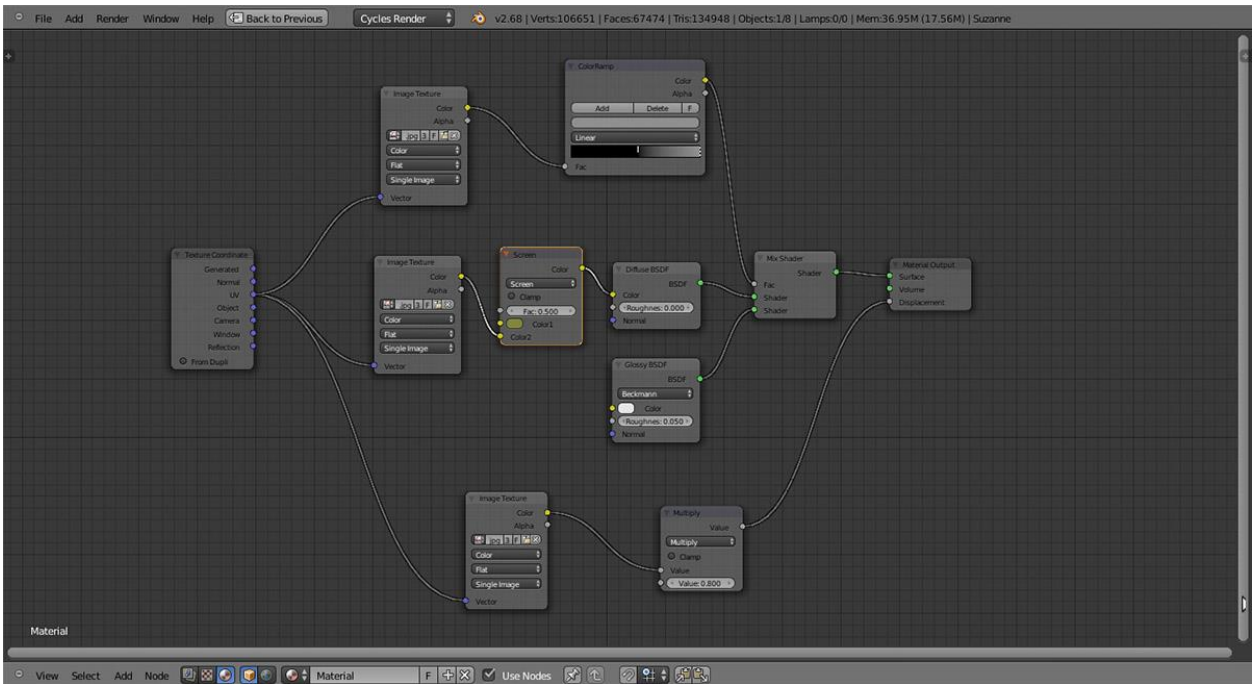 File Add Render Window Help Back to Previous Cycles Render v2.68 | Verts:106651 | Faces:67474 | Tris:134948 | Objects:1/8 | Lamps:0/0 | Mem:36.95M (17.56M) | Suzanne
ColorRamp
Color
Alpha
Add Delete F
Linear
Fac
Image Texture
Color
Alpha
.jpg 3 F
Color
Flat
Single Image
Vector
Texture Coordinate
Generated
Normal
UV
Object
Camera
Window
Reflection
From Dupli
Image Texture
Color
Alpha
.jpg 3 F
Color
Flat
Single Image
Vector
Screen
Color
Screen
Clamp
Fac: 0.500
Color1
Color2
Diffuse BSDF
BSDF
Color
Roughnes: 0.000
Normal
Glossy BSDF
BSDF
Beckmann
Color
Roughnes: 0.050
Normal
Mix Shader
Shader
Fac
Shader
Shader
Material Output
Surface
Volume
Displacement
Image Texture
Color
Alpha
.jpg 3 F
Color
Flat
Single Image
Vector
Multiply
Value
Multiply
Clamp
Value
Value: 0.800
Material
View Select Add Node Material F Use Nodes